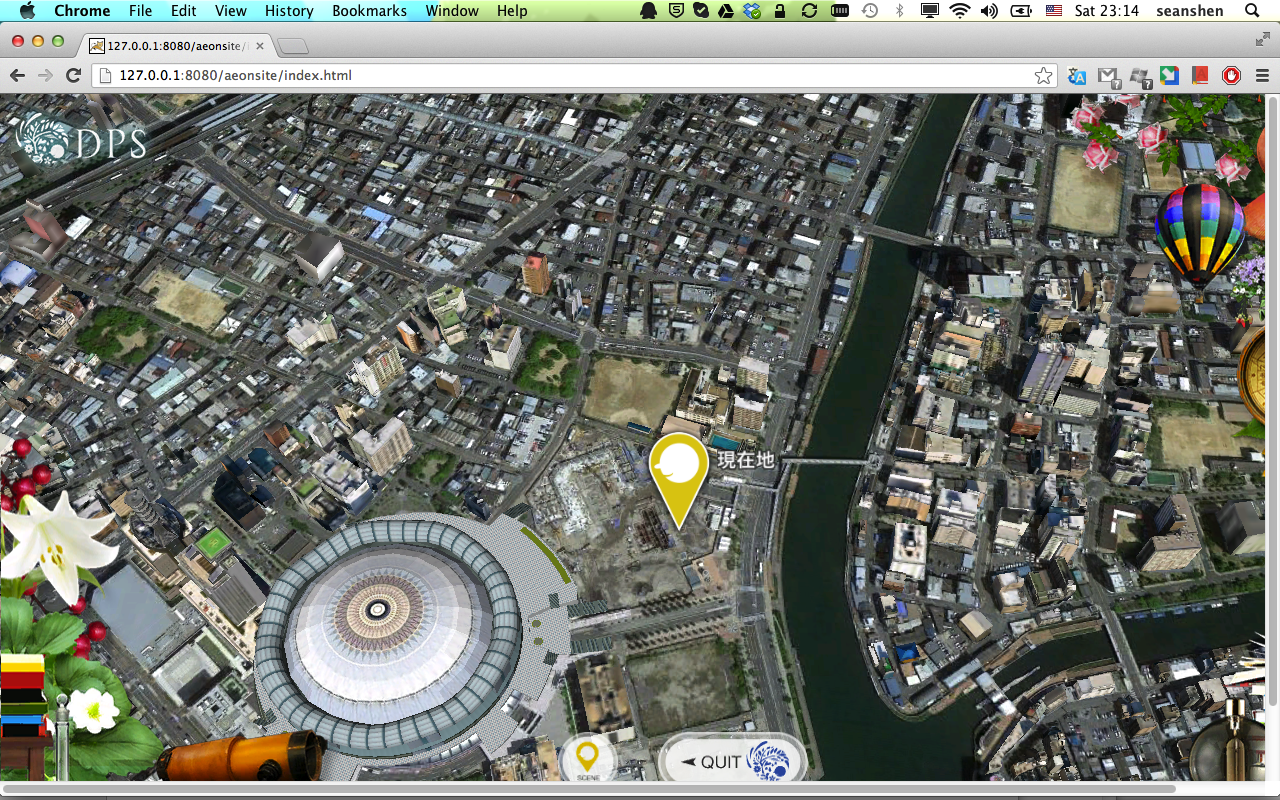 Chrome File Edit View History Bookmarks Window Help Sat 23:14 seanshen
127.0.0.1:8080/aeonsite/
127.0.0.1:8080/aeonsite/index.html
DPS
現在地
SCENE
QUIT